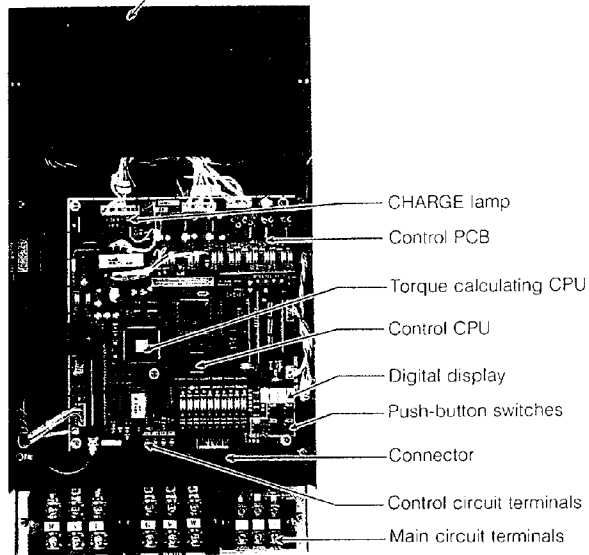 CHARGE lamp
Control PCB
Torque calculating CPU
Control CPU
Digital display
Push-button switches
Connector
Control circuit terminals
Main circuit terminals